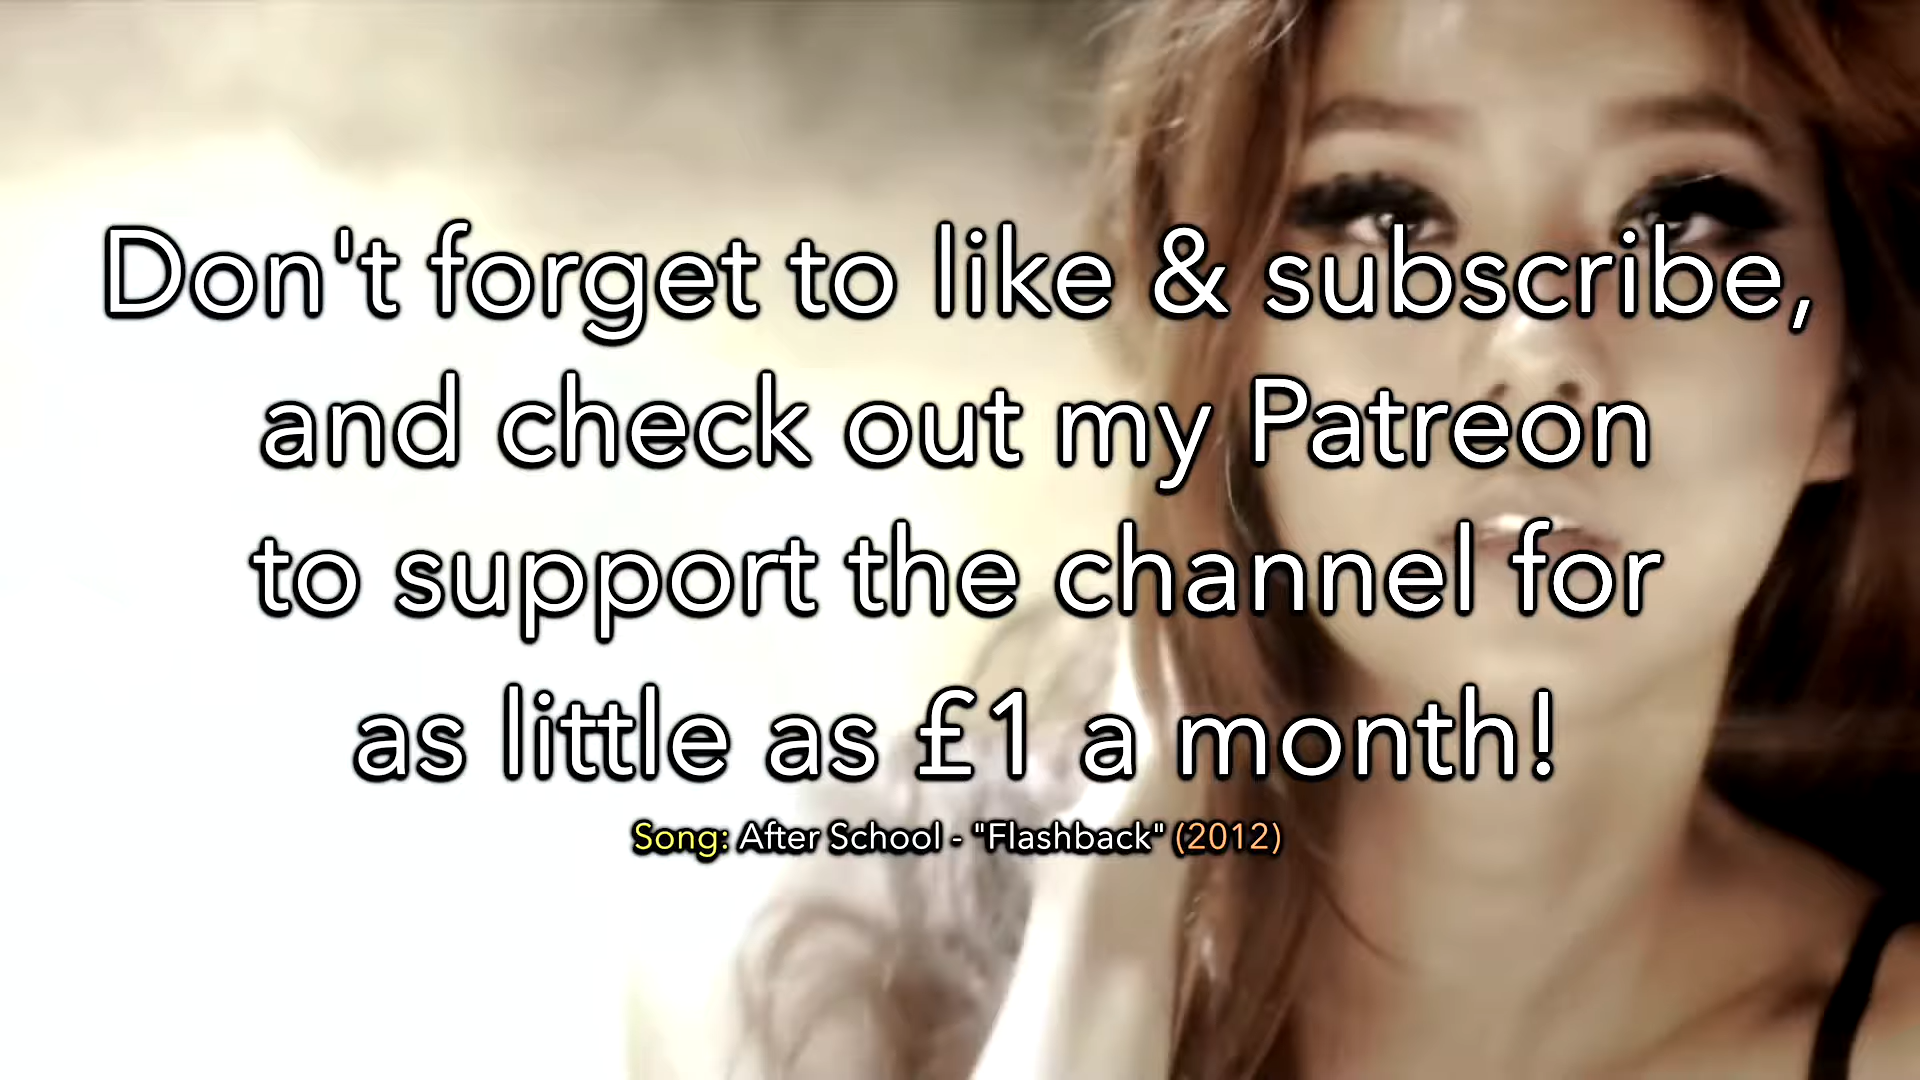 Don't forget to like & subscribe,
and check out my Patreon
to support the channel for
as little as £1 a month!
Song: After School - "Flashback" (2012)